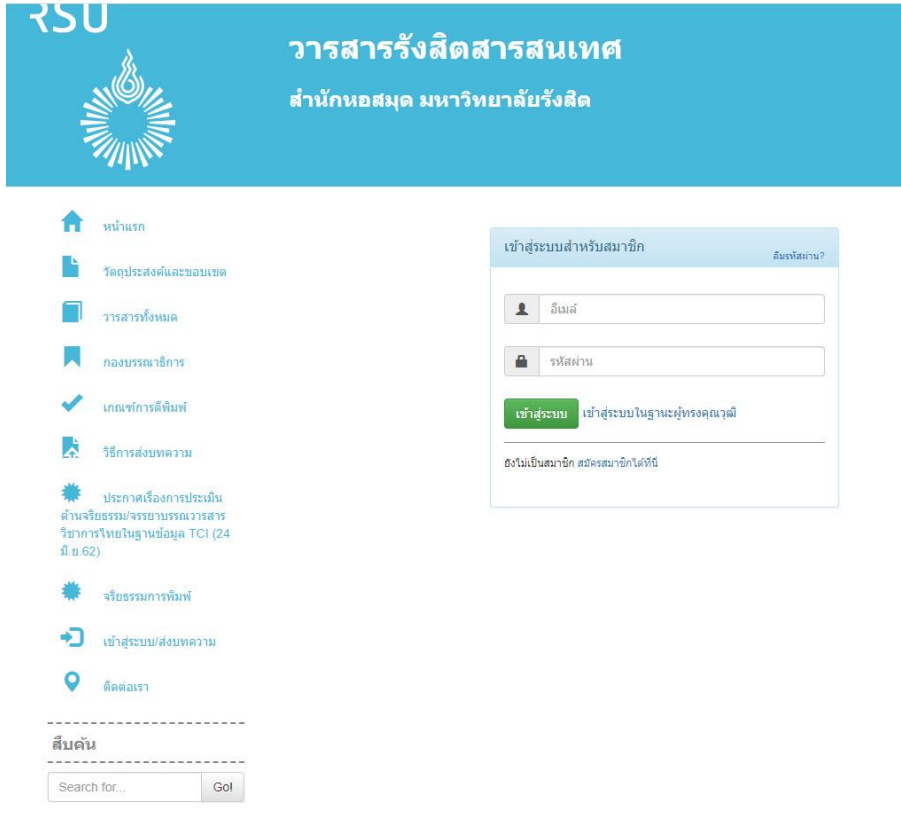 RSU
วารสารรังสิตสารสนเทศ
สำนักหอสมุด มหาวิทยาลัยรังสิต
หน้าแรก
วัตถุประสงค์และขอบเขต
วารสารทั้งหมด
กองบรรณาธิการ
เกณฑ์การตีพิมพ์
วิธีการส่งบทความ
ประกาศเรื่องการประเมิน
ด้านจริยธรรม/จรรยาบรรณวารสาร
วิชาการไทยในฐานข้อมูล TCI (24
มิ.ย.62)
จริยธรรมการพิมพ์
เข้าสู่ระบบ/ส่งบทความ
ติดต่อเรา
สืบค้น
Search for...
Go!
เข้าสู่ระบบสำหรับสมาชิก
ลืมรหัสผ่าน?
อีเมล์
รหัสผ่าน
เข้าสู่ระบบ เข้าสู่ระบบในฐานะผู้ทรงคุณวุฒิ
ยังไม่เป็นสมาชิก สมัครสมาชิกได้ที่นี่